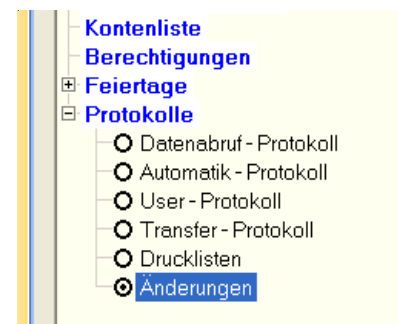 Kontenliste
Berechtigungen
Feiertage
Protokolle
Datenabruf - Protokoll
Automatik - Protokoll
User - Protokoll
Transfer - Protokoll
Drucklisten
Änderungen